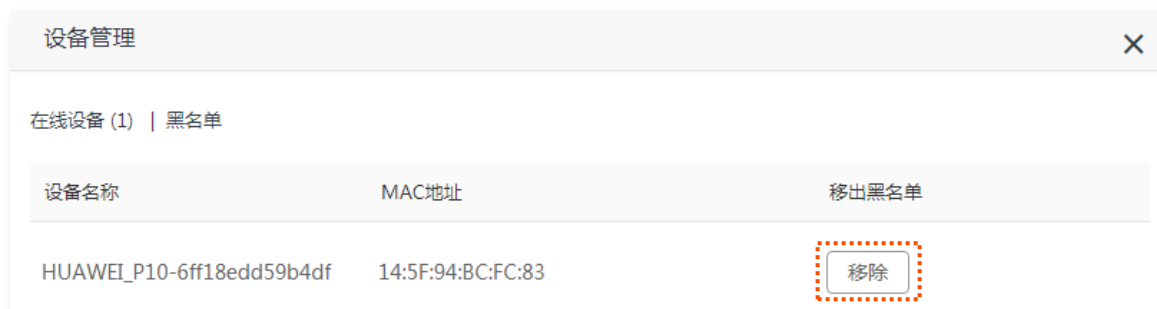 设备管理
在线设备 (1) | 黑名单
设备名称 MAC地址 移出黑名单
HUAWEI_P10-6ff18edd59b4df 14:5F:94:BC:FC:83 移除